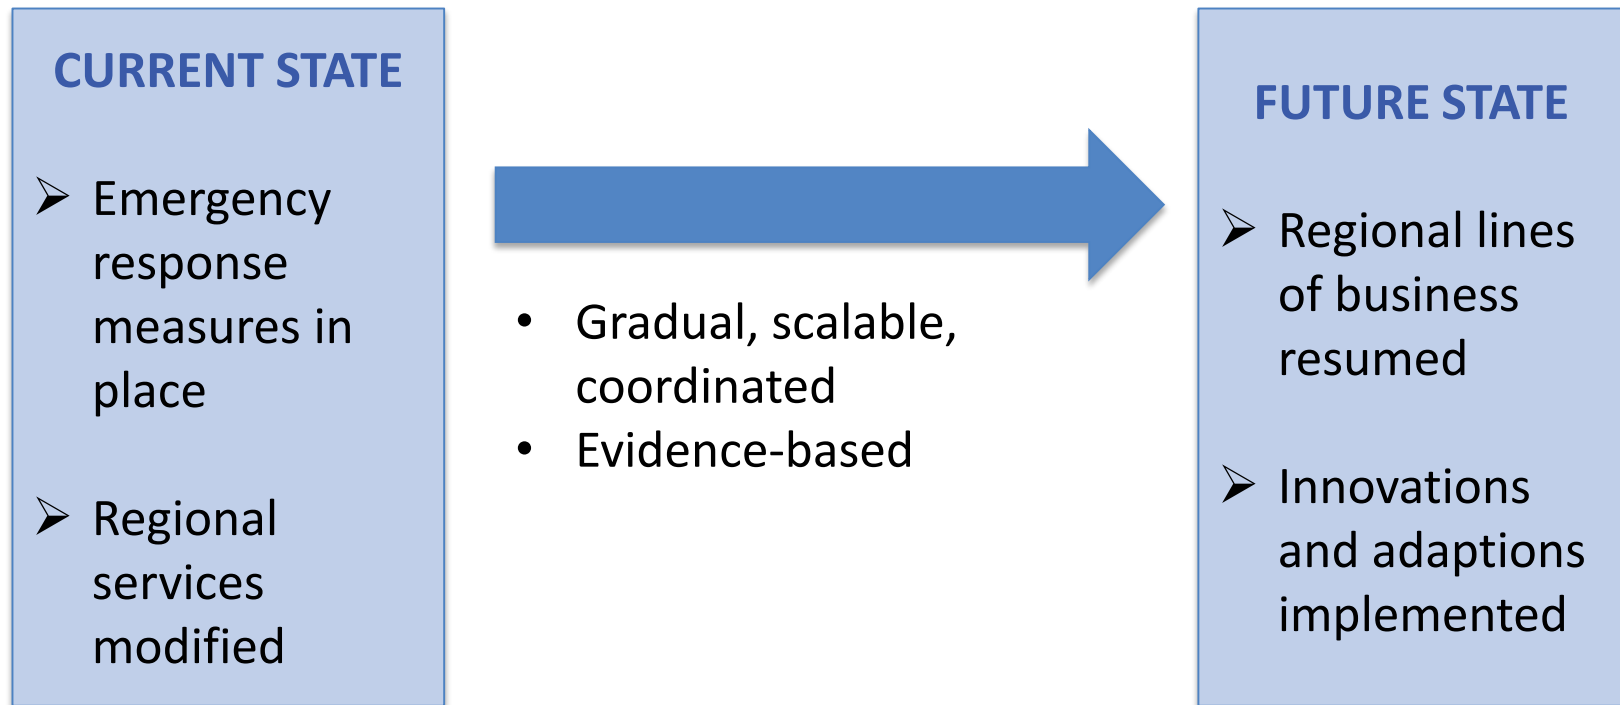 CURRENT STATE
➢ Emergency
response
measures in
place
➢ Regional
services
modified
• Gradual, scalable,
coordinated
• Evidence-based
FUTURE STATE
➢ Regional lines
of business
resumed
➢ Innovations
and adaptions
implemented